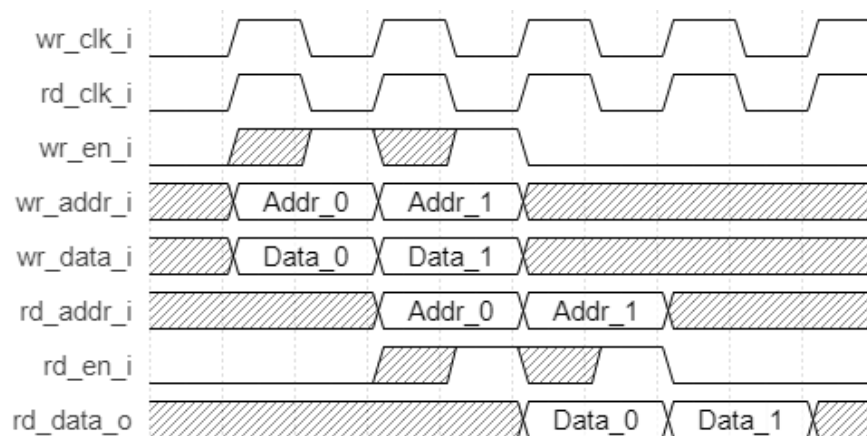 wr_clk_i
rd_clk_i
wr_en_i
wr_addr_i Addr_0 Addr_1
wr_data_i Data_0 Data_1
rd_addr_i Addr_0 Addr_1
rd_en_i
rd_data_o Data_0 Data_1